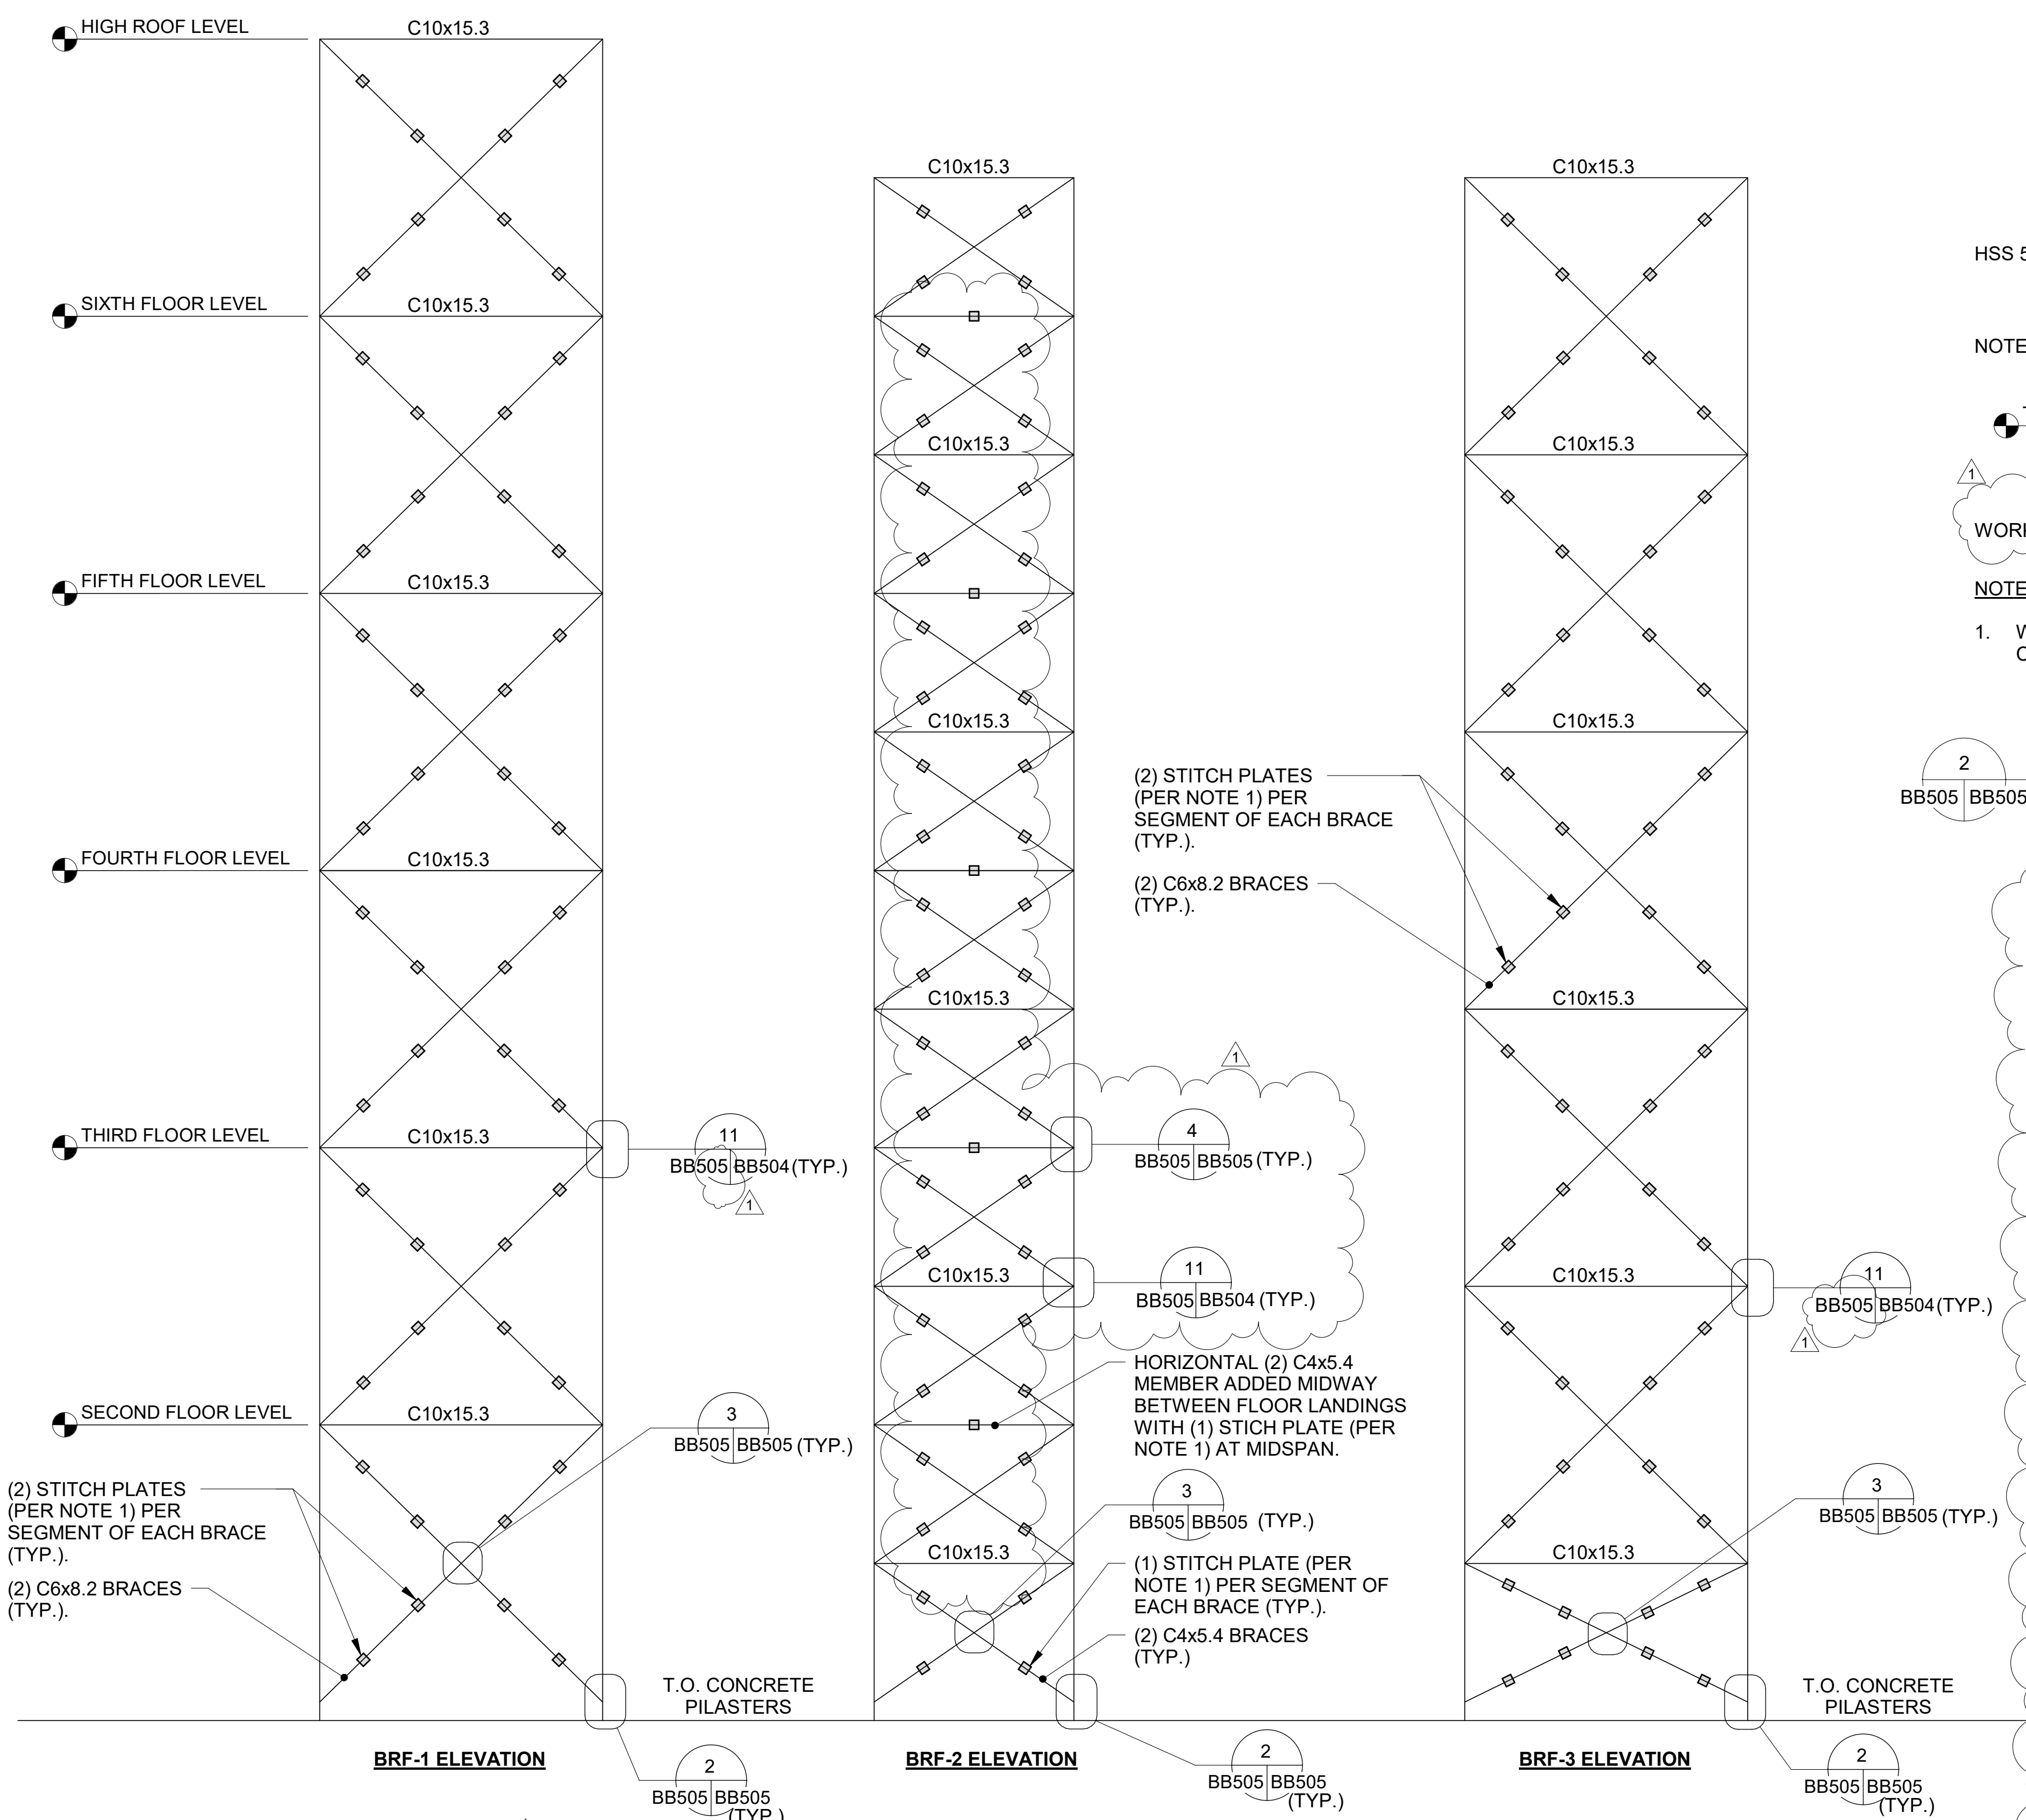 HIGH ROOF LEVEL
C10x15.3
C10x15.3
C10x15.3
HSS 5
SIXTH FLOOR LEVEL
C10x15.3
NOTE
C10x15.3
C10x15.3
1
WORK
FIFTH FLOOR LEVEL
C10x15.3
NOTE
1.
C10x15.3
C10x15.3
(2) STITCH PLATES
(PER NOTE 1) PER
SEGMENT OF EACH BRACE
(TYP.).
2
BB505 BB505
FOURTH FLOOR LEVEL
C10x15.3
(2) C6x8.2 BRACES
(TYP.).
C10x15.3
C10x15.3
1
THIRD FLOOR LEVEL
C10x15.3
11
BB505 BB504 (TYP.)
1
4
BB505 BB505 (TYP.)
C10x15.3
11
BB505 BB504 (TYP.)
C10x15.3
11
BB505 BB504 (TYP.)
1
HORIZONTAL (2) C4x5.4
MEMBER ADDED MIDWAY
BETWEEN FLOOR LANDINGS
WITH (1) STICH PLATE (PER
NOTE 1) AT MIDSPAN.
SECOND FLOOR LEVEL
C10x15.3
3
BB505 BB505 (TYP.)
(2) STITCH PLATES
(PER NOTE 1) PER
SEGMENT OF EACH BRACE
(TYP.).
(2) C6x8.2 BRACES
(TYP.).
3
BB505 BB505 (TYP.)
3
BB505 BB505 (TYP.)
C10x15.3
C10x15.3
(1) STITCH PLATE (PER
NOTE 1) PER SEGMENT OF
EACH BRACE (TYP.).
(2) C4x5.4 BRACES
(TYP.)
T.O. CONCRETE
PILASTERS
T.O. CONCRETE
PILASTERS
BRF-1 ELEVATION
BRF-2 ELEVATION
BRF-3 ELEVATION
2
BB505 BB505
(TYP.)
2
BB505 BB505
(TYP.)
2
BB505 BB505
(TYP.)